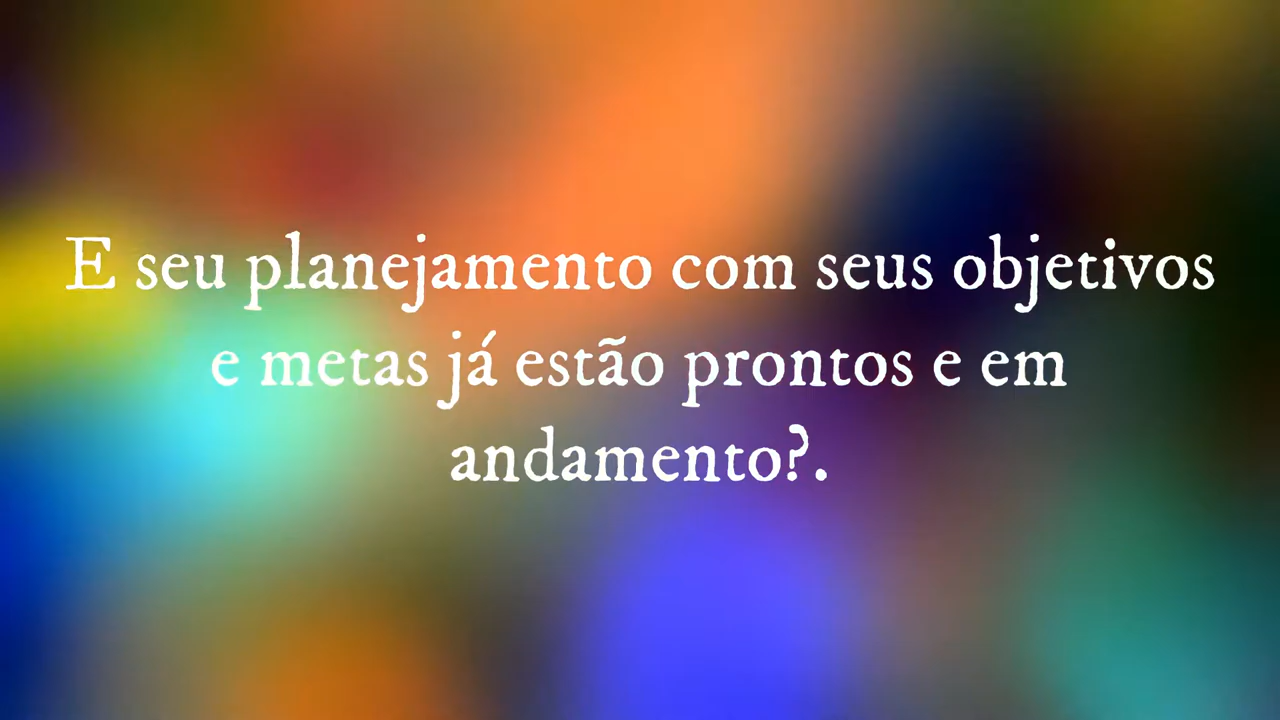 E seu planejamento com seus objetivos
e metas já estão prontos e em
andamento?.